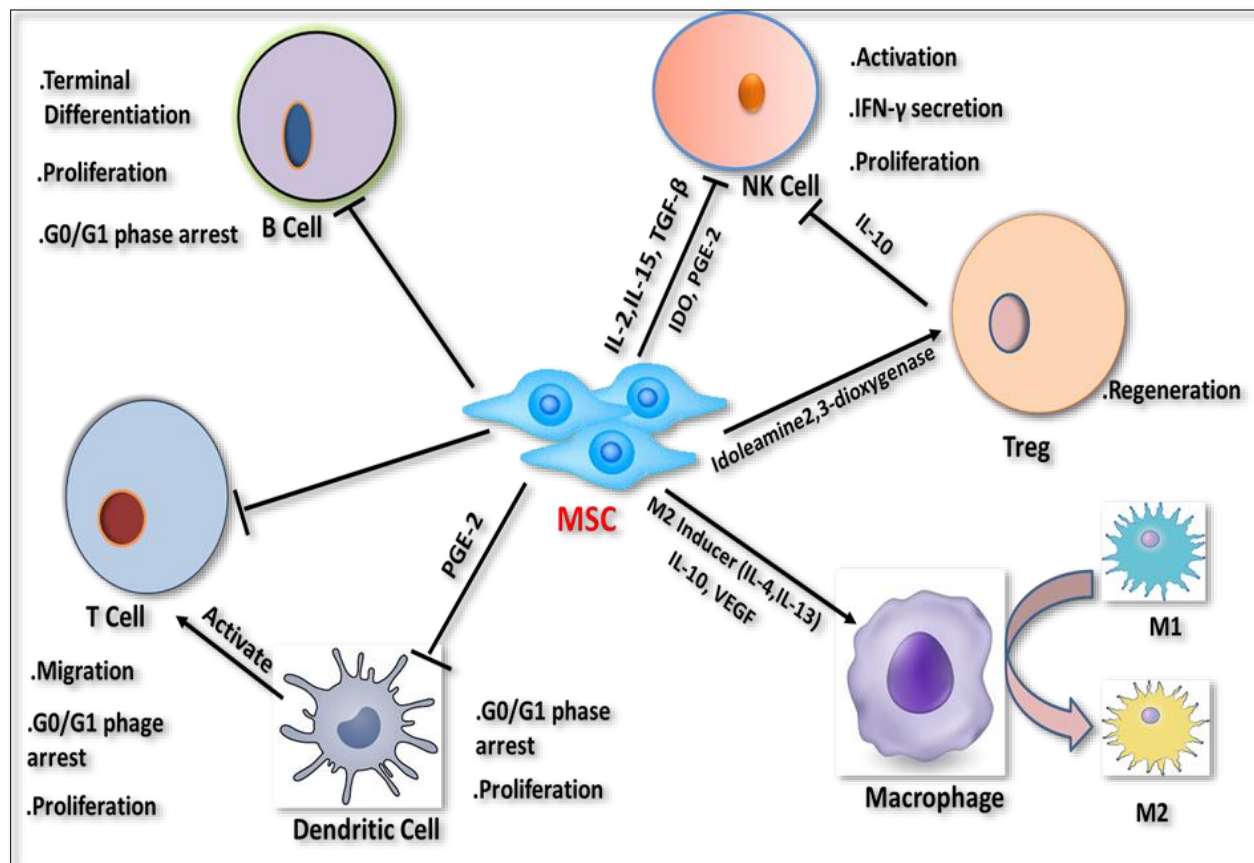 .Terminal
Differentiation
.Proliferation
.G0/G1 phase arrest
B Cell
NK Cell
.Activation
.IFN-γ secretion
.Proliferation
IL-2,IL-15, TGF-β
IDO, PGE-2
IL-10
Idoleamine2,3-dioxygenase
.Regeneration
Treg
MSC
PGE-2
M2 Inducer (IL-4,IL-13)
IL-10, VEGF
T Cell
Activate
.Migration
.G0/G1 phage
arrest
.Proliferation
Dendritic Cell
.G0/G1 phase
arrest
.Proliferation
Macrophage
M1
M2